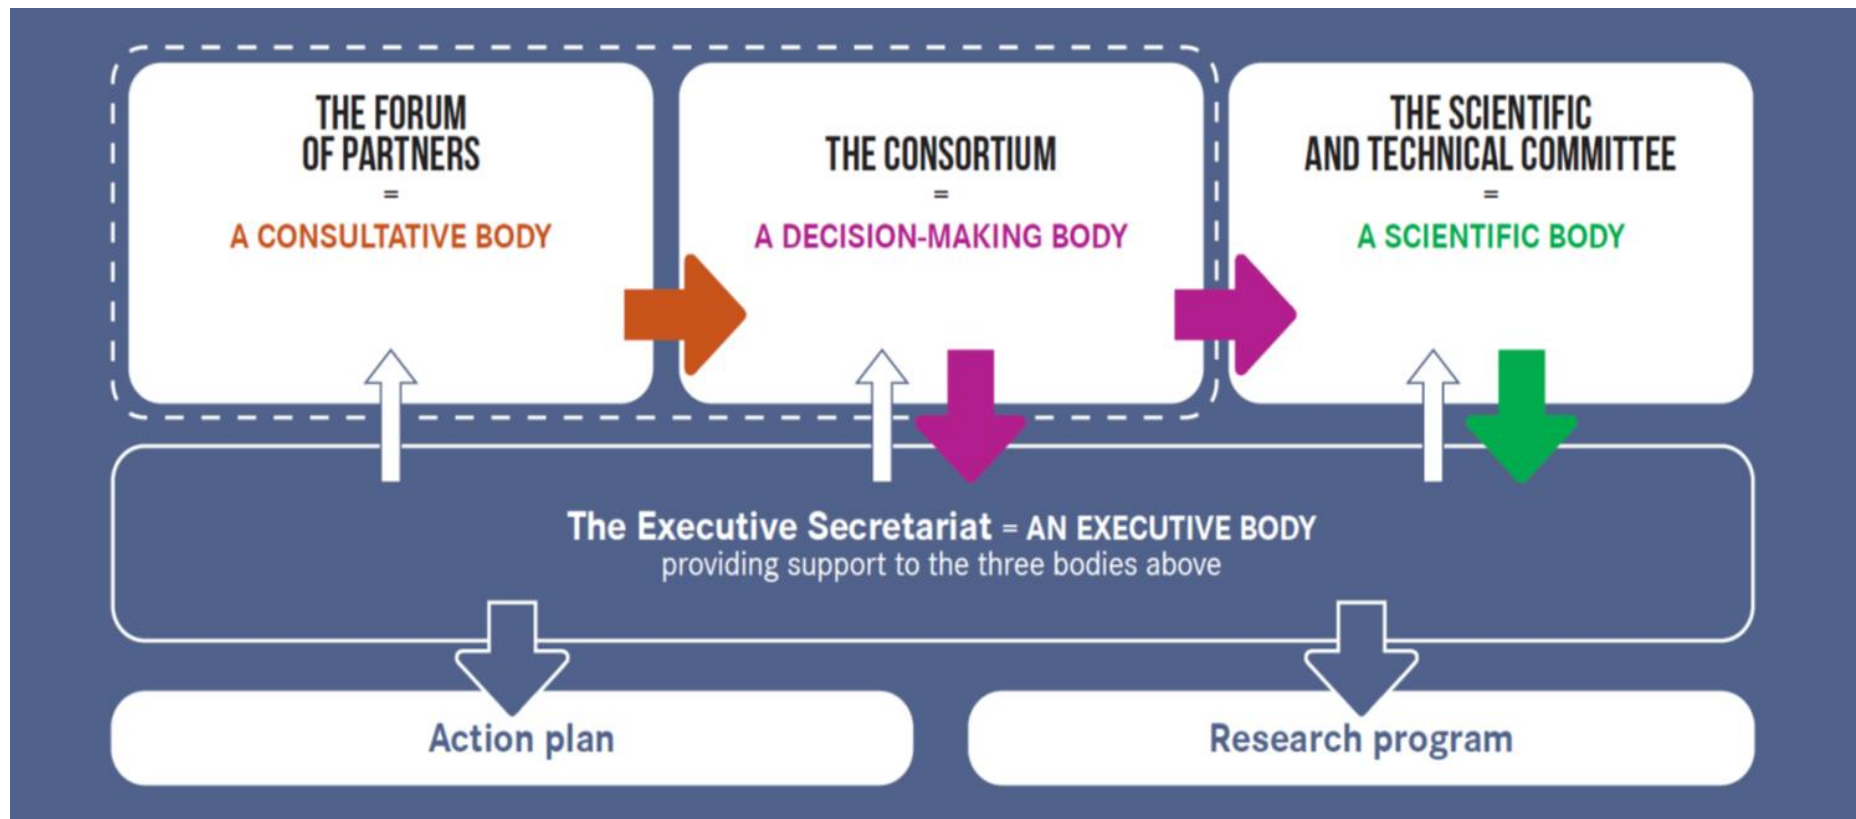 THE FORUM
OF PARTNERS
=
A CONSULTATIVE BODY
THE CONSORTIUM
=
A DECISION-MAKING BODY
THE SCIENTIFIC
AND TECHNICAL COMMITTEE
=
A SCIENTIFIC BODY
The Executive Secretariat = AN EXECUTIVE BODY
providing support to the three bodies above
Action plan
Research program